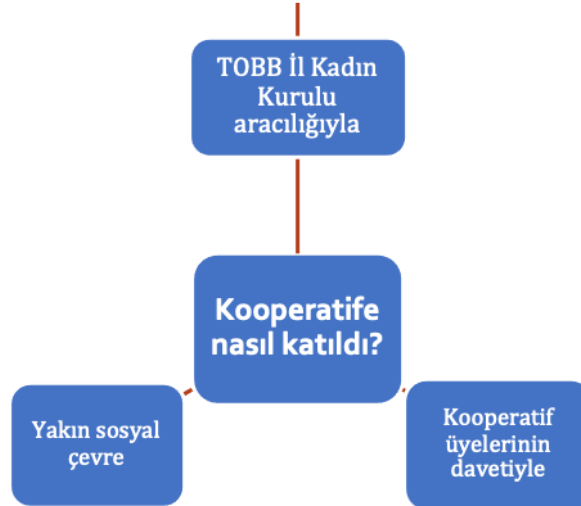 TOBB İl Kadın
Kurulu
aracılığıyla
Kooperatife
nasıl katıldı?
Yakın sosyal
çevre
Kooperatif
üyelerinin
davetiyle